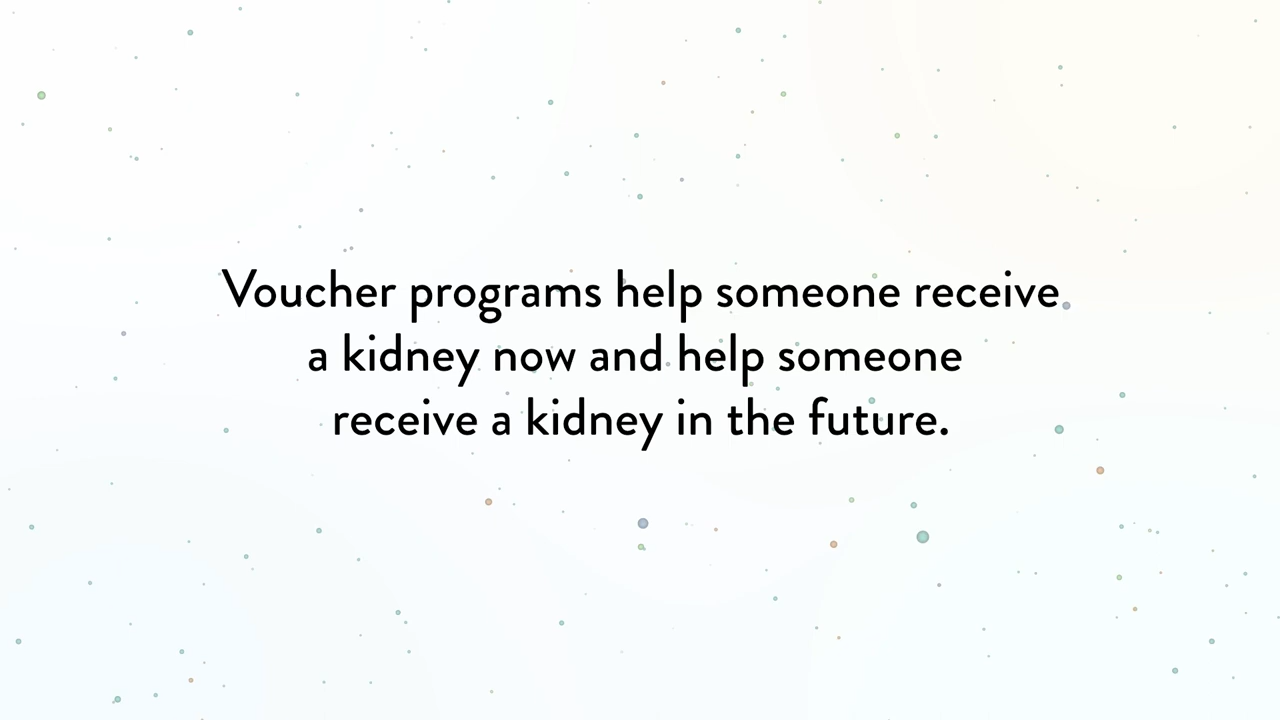 Voucher programs help someone receive
a kidney now and help someone
receive a kidney in the future.